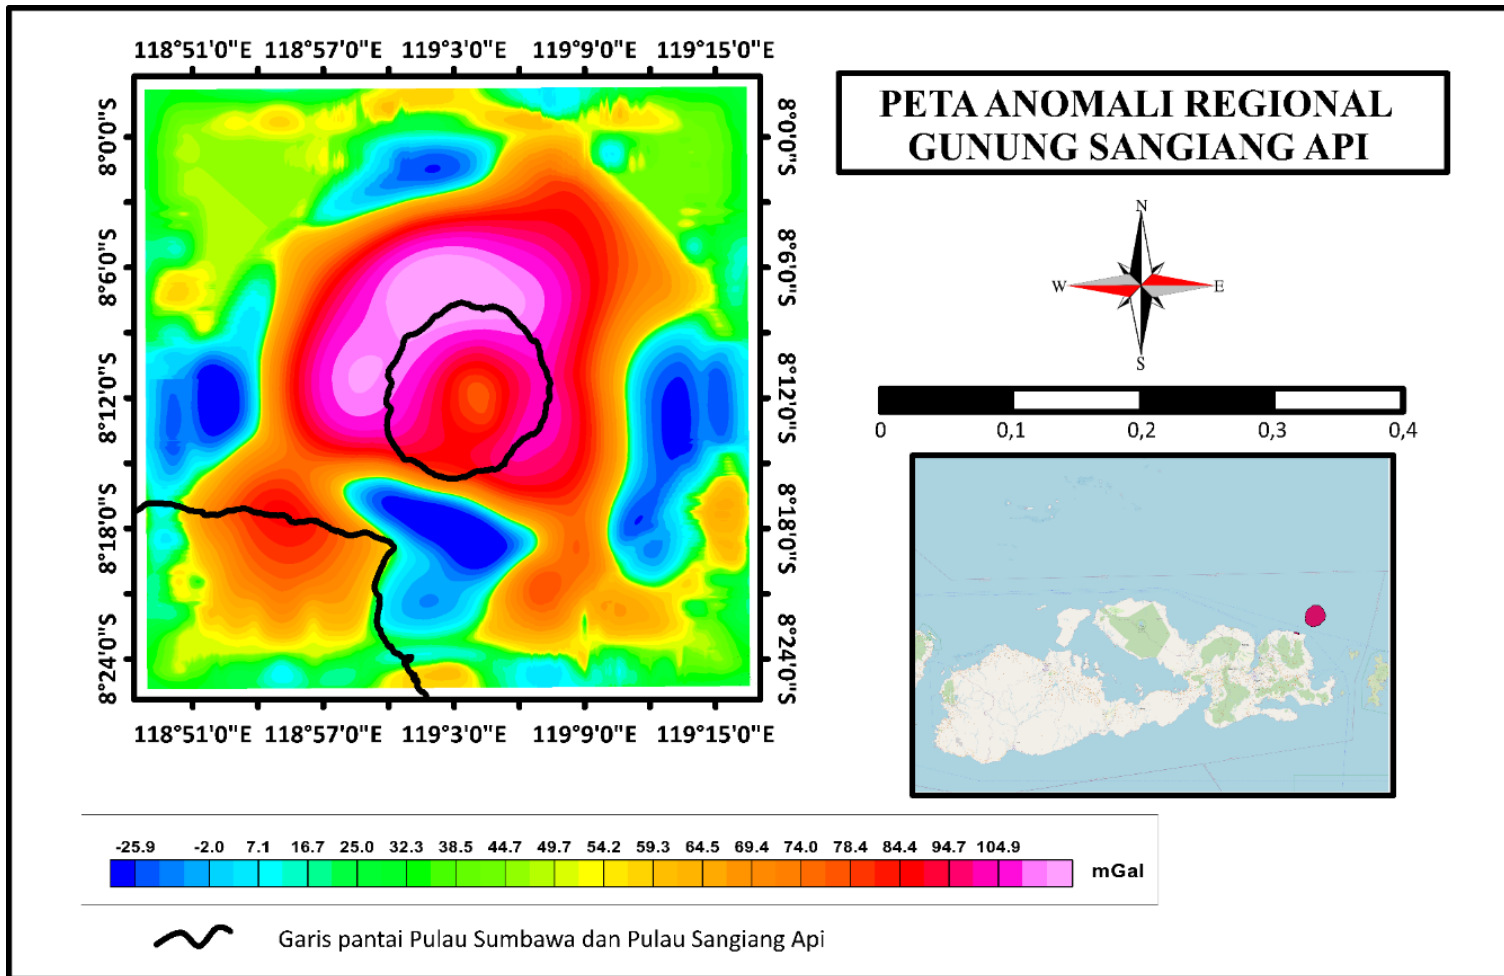 118°51'0"E 118°57'0"E 119°3'0"E 119°9'0"E 119°15'0"E
8°0'0"S
8°6'0"S
8°12'0"S
8°18'0"S
8°24'0"S
8°0'0"S
8°6'0"S
8°12'0"S
8°18'0"S
8°24'0"S
118°51'0"E 118°57'0"E 119°3'0"E 119°9'0"E 119°15'0"E
PETA ANOMALI REGIONAL
GUNUNG SANGIANG API
N
W E
S
0 0,1 0,2 0,3 0,4
-25.9 -2.0 7.1 16.7 25.0 32.3 38.5 44.7 49.7 54.2 59.3 64.5 69.4 74.0 78.4 84.4 94.7 104.9
mGal
Garis pantai Pulau Sumbawa dan Pulau Sangiang Api